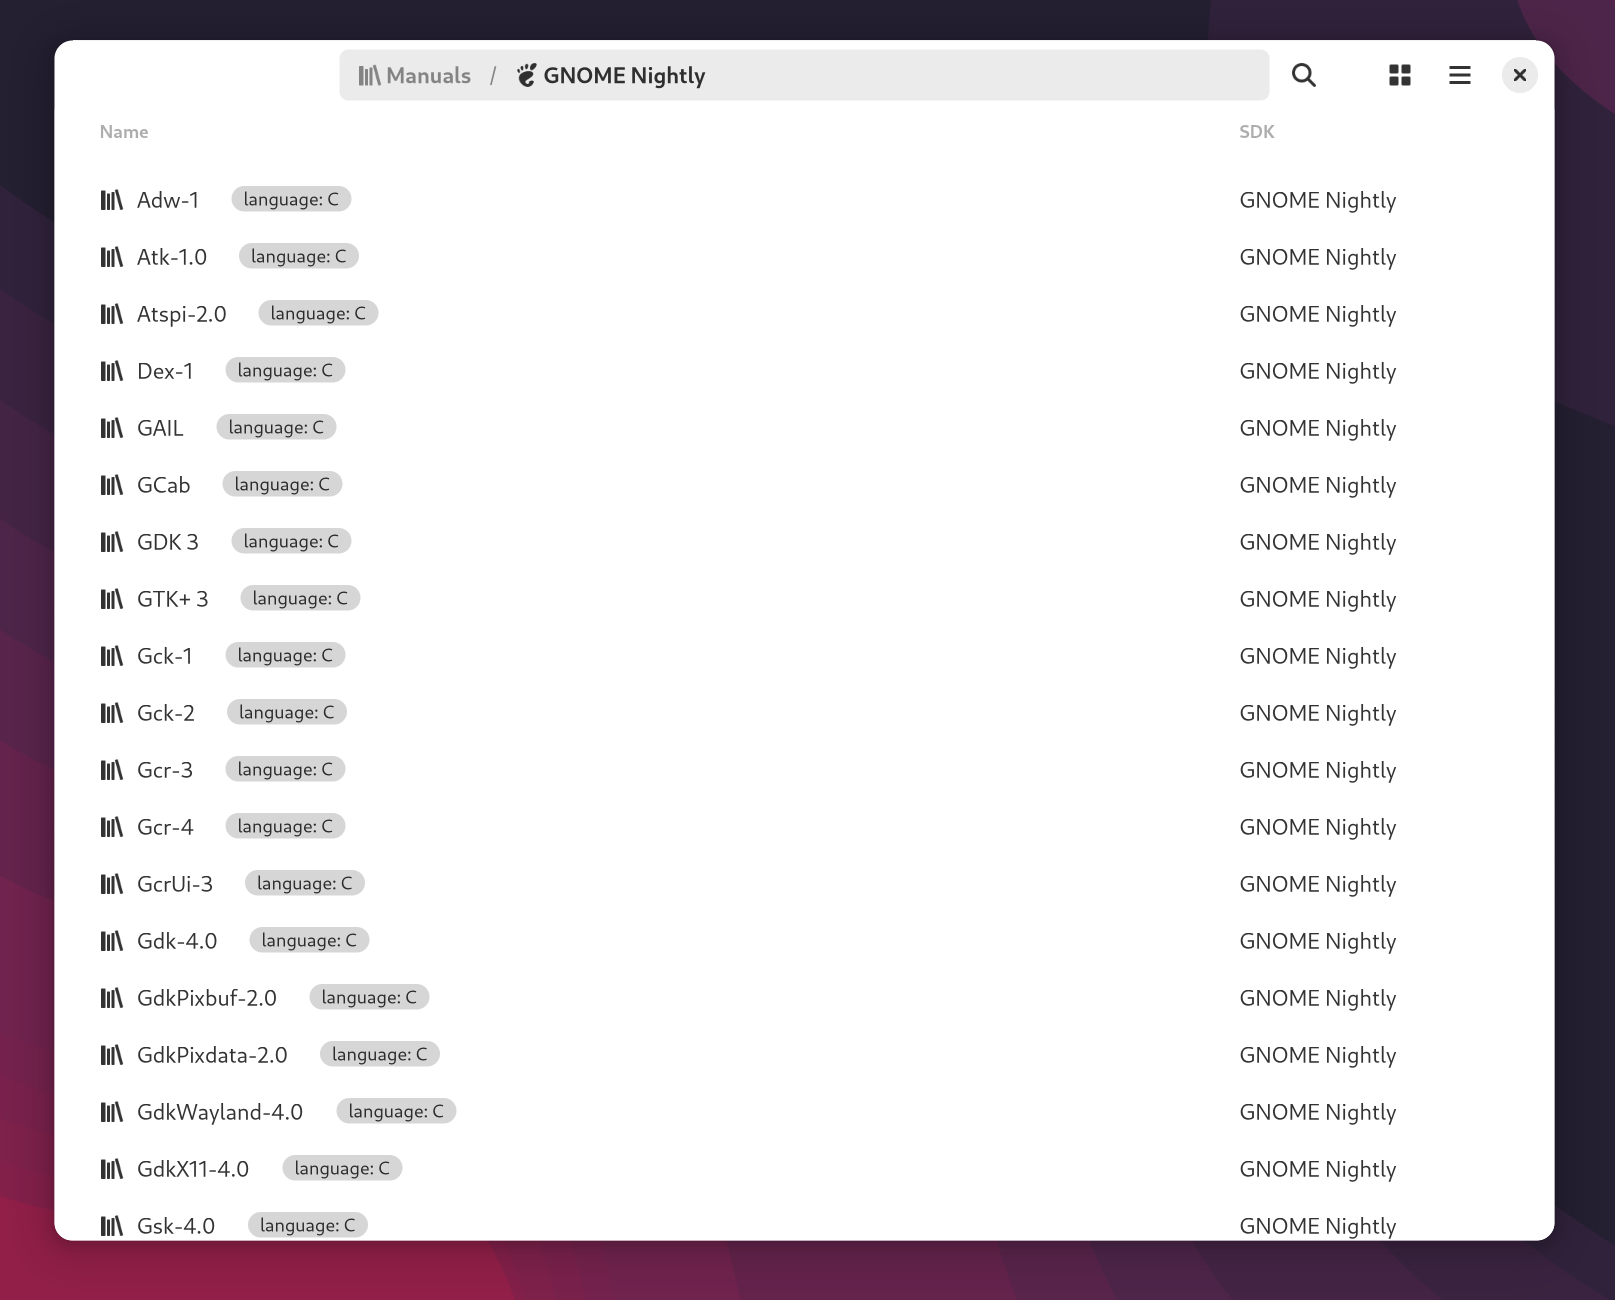 Manuals / GNOME Nightly
Name SDK
Adw-1 language: C GNOME Nightly
Atk-1.0 language: C GNOME Nightly
Atspi-2.0 language: C GNOME Nightly
Dex-1 language: C GNOME Nightly
GAIL language: C GNOME Nightly
GCab language: C GNOME Nightly
GDK 3 language: C GNOME Nightly
GTK+ 3 language: C GNOME Nightly
Gck-1 language: C GNOME Nightly
Gck-2 language: C GNOME Nightly
Gcr-3 language: C GNOME Nightly
Gcr-4 language: C GNOME Nightly
GcrUi-3 language: C GNOME Nightly
Gdk-4.0 language: C GNOME Nightly
GdkPixbuf-2.0 language: C GNOME Nightly
GdkPixdata-2.0 language: C GNOME Nightly
GdkWayland-4.0 language: C GNOME Nightly
GdkX11-4.0 language: C GNOME Nightly
Gsk-4.0 language: C GNOME Nightly